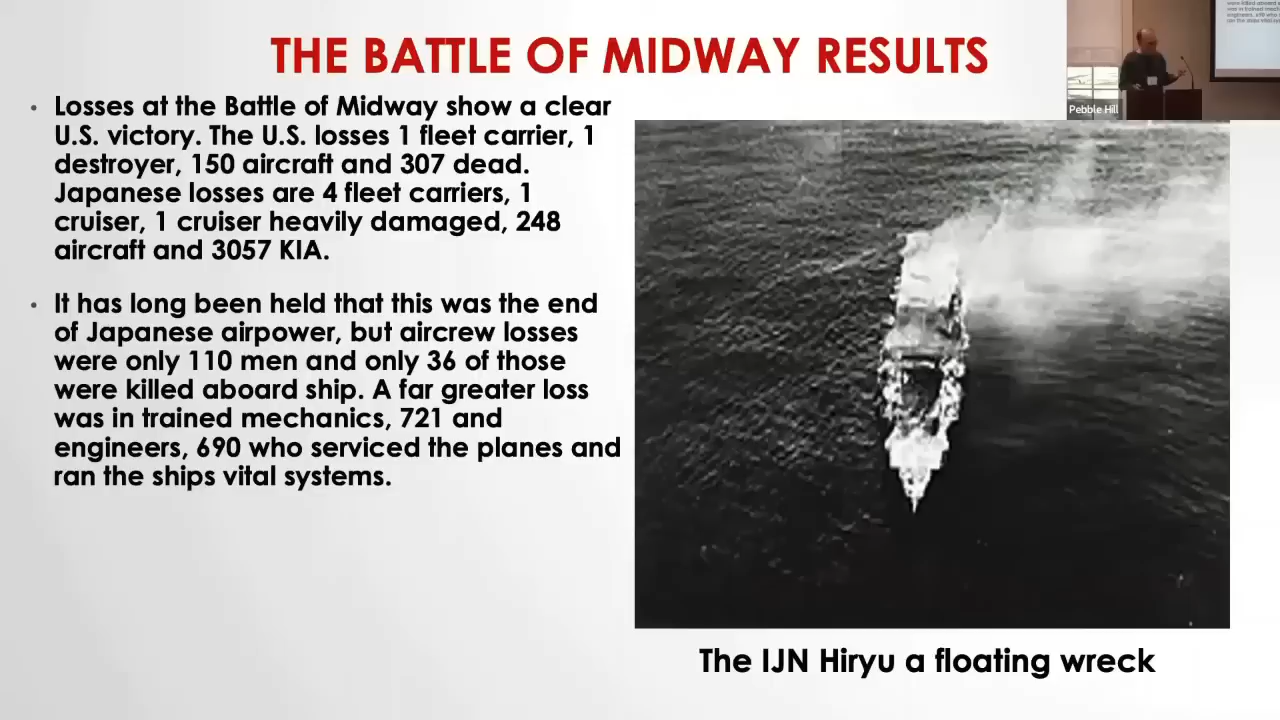 THE BATTLE OF MIDWAY RESULTS
Pebble Hill
• Losses at the Battle of Midway show a clear
U.S. victory. The U.S. losses 1 fleet carrier, 1
destroyer, 150 aircraft and 307 dead.
Japanese losses are 4 fleet carriers, 1
cruiser, 1 cruiser heavily damaged, 248
aircraft and 3057 KIA.
• It has long been held that this was the end
of Japanese airpower, but aircrew losses
were only 110 men and only 36 of those
were killed aboard ship. A far greater loss
was in trained mechanics, 721 and
engineers, 690 who serviced the planes and
ran the ships vital systems.
The IJN Hiryu a floating wreck